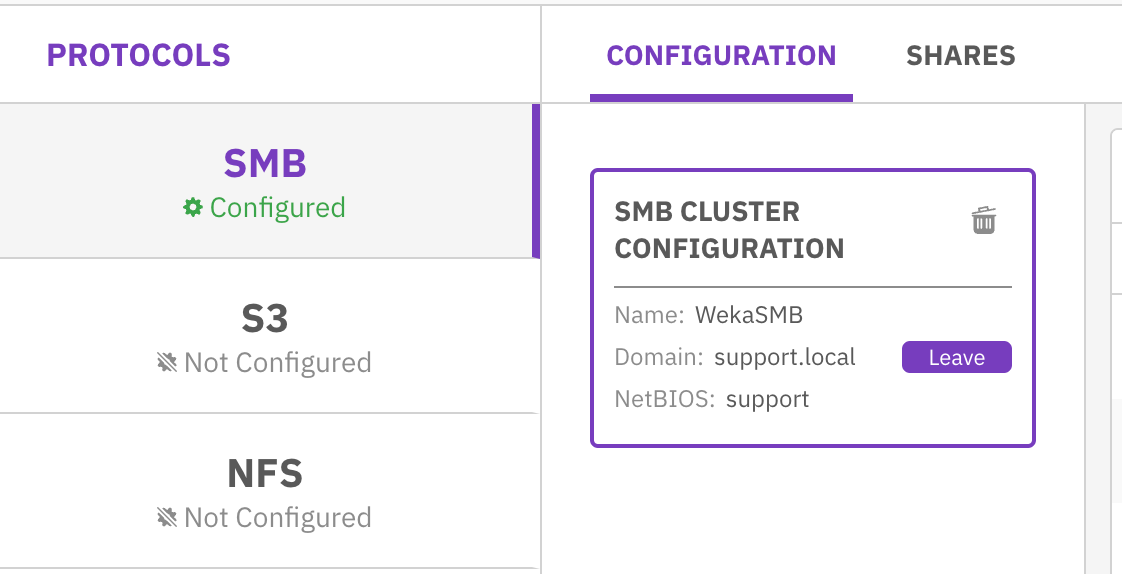 PROTOCOLS
CONFIGURATION
SHARES
SMB
Configured
S3
Not Configured
NFS
Not Configured
SMB CLUSTER
CONFIGURATION
Name: WekaSMB
Domain: support.local
Leave
NetBIOS: support